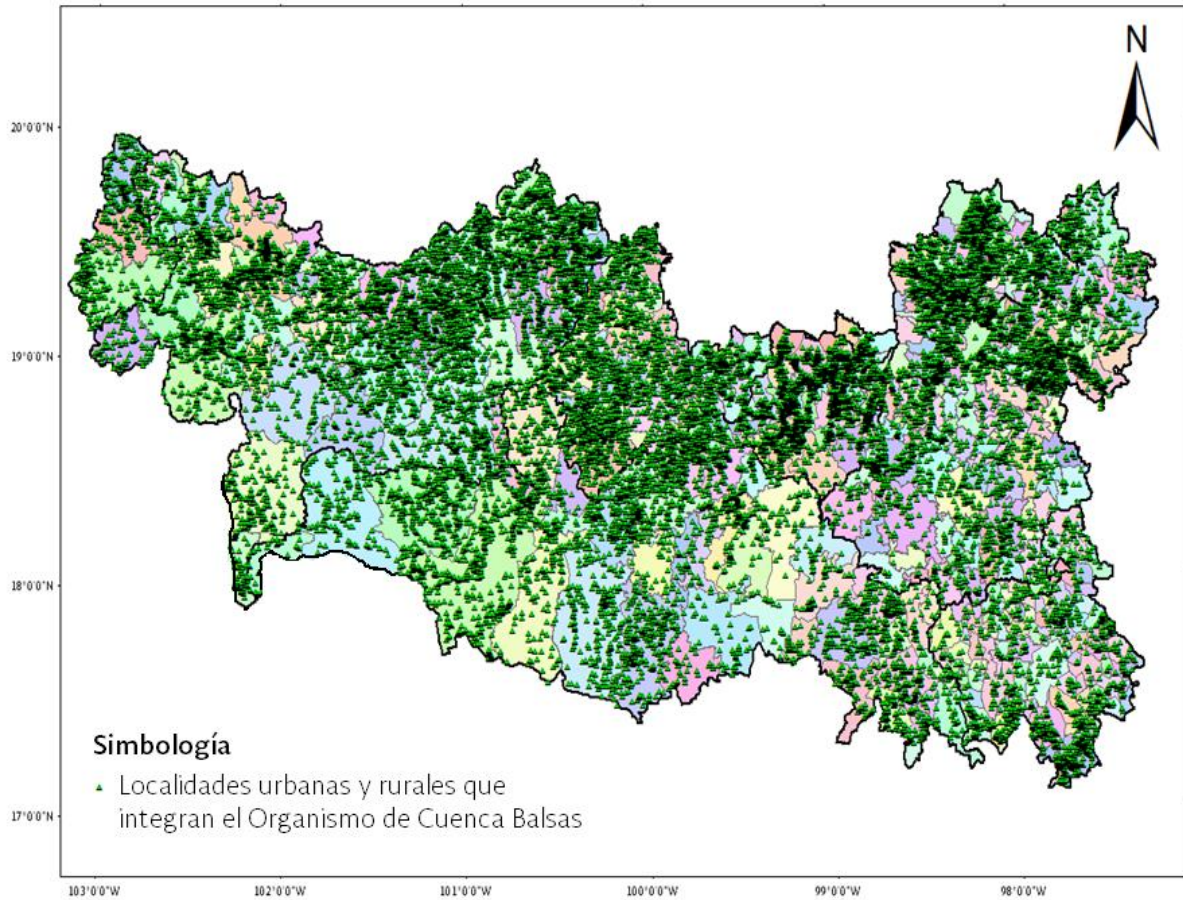 N
20°0'0"N
19°0'0"N
18°0'0"N
17°0'0"N
Simbología
Localidades urbanas y rurales que
integran el Organismo de Cuenca Balsas
103°0'0"W
102°0'0"W
101°0'0"W
100°0'0"W
99°0'0"W
98°0'0"W